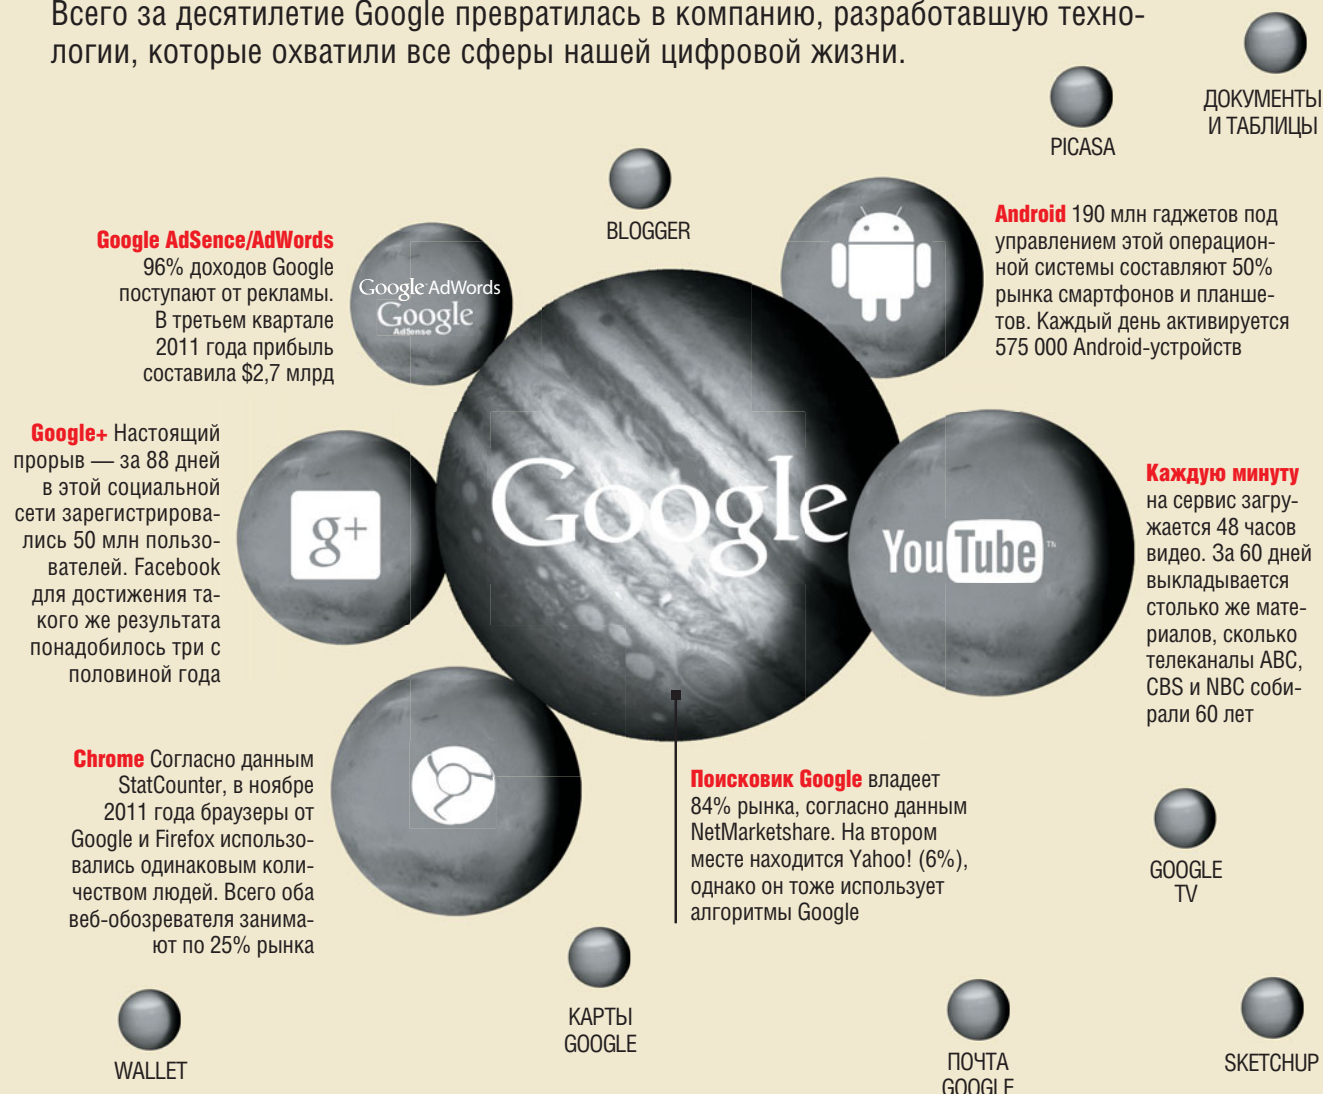 Всего за десятилетие Google превратилась в компанию, разработавшую техно-
логии, которые охватили все сферы нашей цифровой жизни.
ДОКУМЕНТЫ
И ТАБЛИЦЫ
PICASA
BLOGGER
Google AdSence/AdWords
96% доходов Google
поступают от рекламы.
В третьем квартале
2011 года прибыль
составила $2,7 млрд
Google AdWords
Google
AdSense
Android 190 млн гаджетов под
управлением этой операцион-
ной системы составляют 50%
рынка смартфонов и планше-
тов. Каждый день активируется
575 000 Android-устройств
Google+ Настоящий
прорыв — за 88 дней
в этой социальной
сети зарегистрирова-
лись 50 млн пользо-
вателей. Facebook
для достижения та-
кого же результата
понадобилось три с
половиной года
g+
Google
You Tube ™
Каждую минуту
на сервис загру-
жается 48 часов
видео. За 60 дней
выкладывается
столько же мате-
риалов, сколько
телеканалы ABC,
CBS и NBC соби-
рали 60 лет
Chrome Согласно данным
StatCounter, в ноябре
2011 года браузеры от
Google и Firefox использо-
вались одинаковым коли-
чеством людей. Всего оба
веб-обозревателя занима-
ют по 25% рынка
Поисковик Google владеет
84% рынка, согласно данным
NetMarketshare. На втором
месте находится Yahoo! (6%),
однако он тоже использует
алгоритмы Google
GOOGLE
TV
WALLET
КАРТЫ
GOOGLE
ПОЧТА
GOOGLE
SKETCHUP